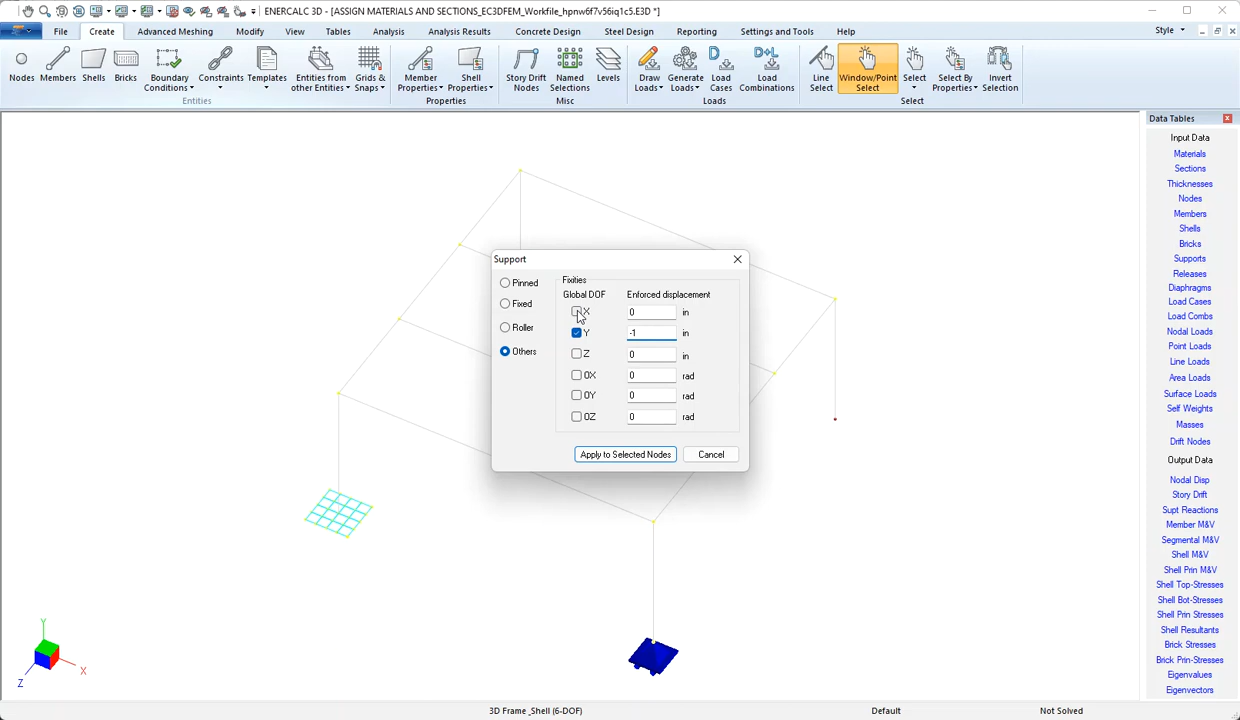 ENERCALC 3D - [ASSIGN MATERIALS AND SECTIONS_EC3DFEM_Workfile_hpnw6f7v56iq1c5.E3D *]
File Create Advanced Meshing Modify View Tables Analysis Analysis Results Concrete Design Steel Design Reporting Settings and Tools Help Style
Nodes Members Shells Bricks Boundary Conditions Constraints Templates Entities from other Entities Grids & Snaps Member Properties Shell Properties Story Drift Nodes Named Selections Levels Draw Loads Generate Loads Load Cases Load Combinations Line Select Window/Point Select Select Select By Properties Invert Selection
Entities Properties Misc Loads Select
Data Tables
Input Data
Materials
Sections
Thicknesses
Nodes
Members
Shells
Bricks
Supports
Releases
Diaphragms
Load Cases
Load Combs
Nodal Loads
Point Loads
Line Loads
Area Loads
Surface Loads
Self Weights
Masses
Drift Nodes
Output Data
Nodal Disp
Story Drift
Supt Reactions
Member M&V
Segmental M&V
Shell M&V
Shell Prin M&V
Shell Top-Stresses
Shell Bot-Stresses
Shell Prin Stresses
Shell Resultants
Brick Stresses
Brick Prin-Stresses
Eigenvalues
Eigenvectors
Support
Pinned
Fixed
Roller
Others
Fixities
Global DOF Enforced displacement
X 0 in
Y -1 in
Z 0 in
OX 0 rad
OY 0 rad
OZ 0 rad
Apply to Selected Nodes Cancel
Y
X
Z
3D Frame_Shell (6-DOF) Default Not Solved